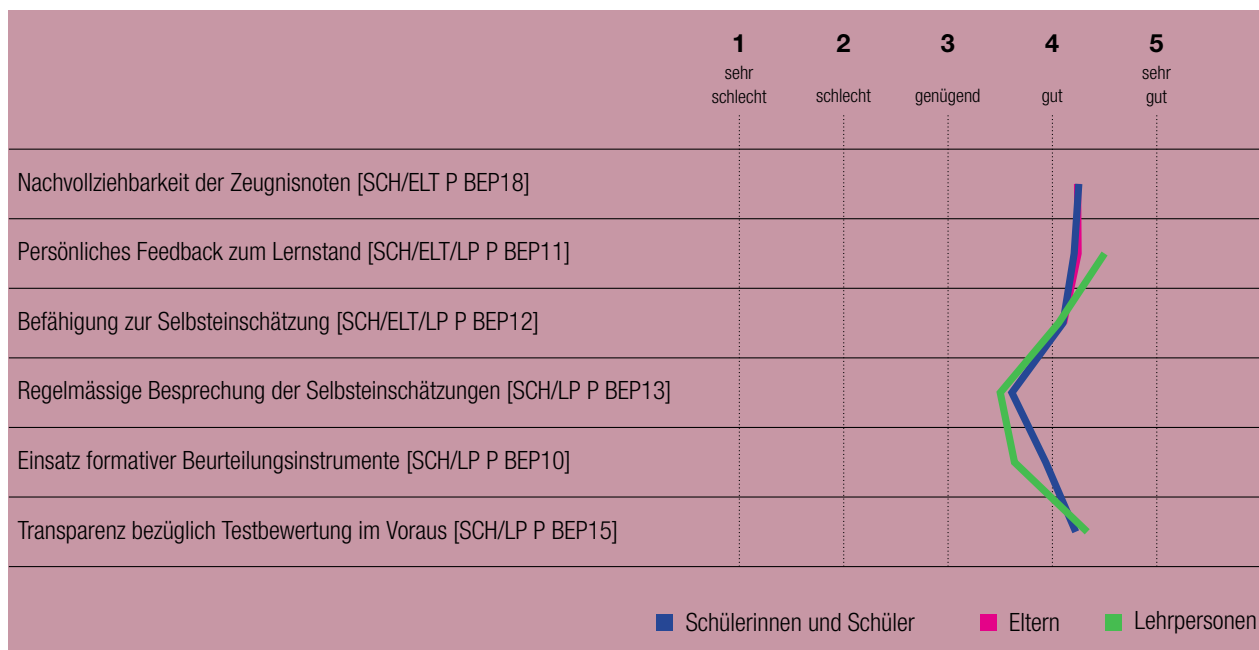 1 2 3 4 5
sehr schlecht schlecht genügend gut sehr gut
Nachvollziehbarkeit der Zeugnisnoten [SCH/ELT P BEP18]
Persönliches Feedback zum Lernstand [SCH/ELT/LP P BEP11]
Befähigung zur Selbsteinschätzung [SCH/ELT/LP P BEP12]
Regelmässige Besprechung der Selbsteinschätzungen [SCH/LP P BEP13]
Einsatz formativer Beurteilungsinstrumente [SCH/LP P BEP10]
Transparenz bezüglich Testbewertung im Voraus [SCH/LP P BEP15]
Schülerinnen und Schüler Eltern Lehrpersonen